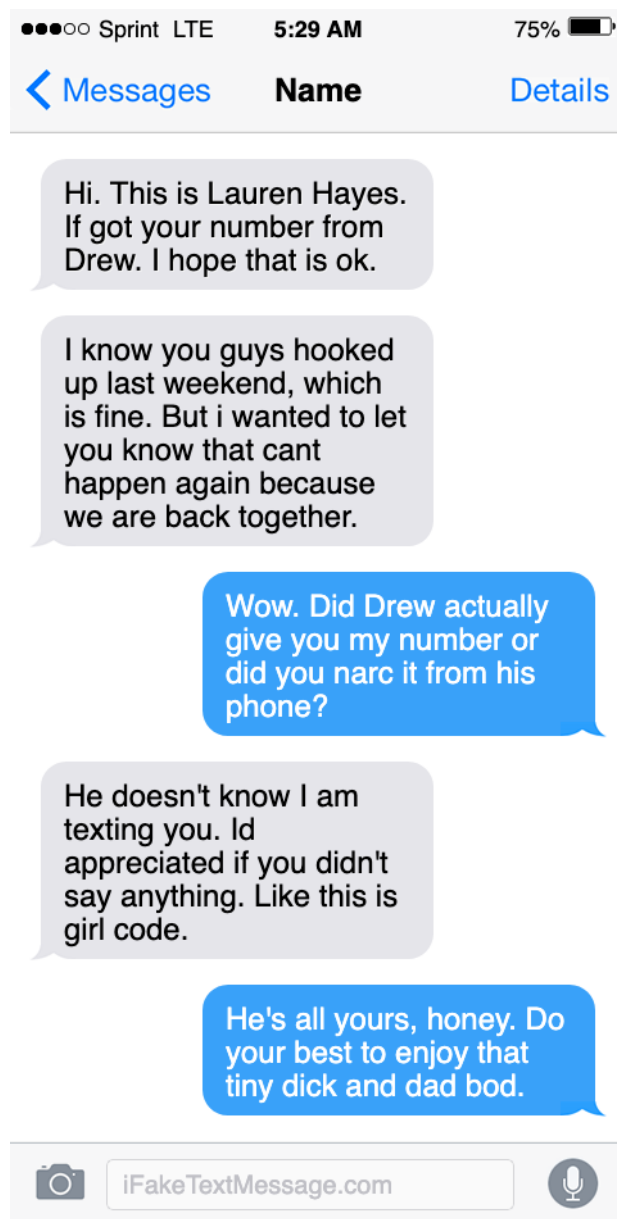 Sprint LTE 5:29 AM 75%
Messages Name Details
Hi. This is Lauren Hayes.
If got your number from
Drew. I hope that is ok.
I know you guys hooked
up last weekend, which
is fine. But i wanted to let
you know that cant
happen again because
we are back together.
Wow. Did Drew actually
give you my number or
did you narc it from his
phone?
He doesn't know I am
texting you. Id
appreciated if you didn't
say anything. Like this is
girl code.
He's all yours, honey. Do
your best to enjoy that
tiny dick and dad bod.
iFakeTextMessage.com